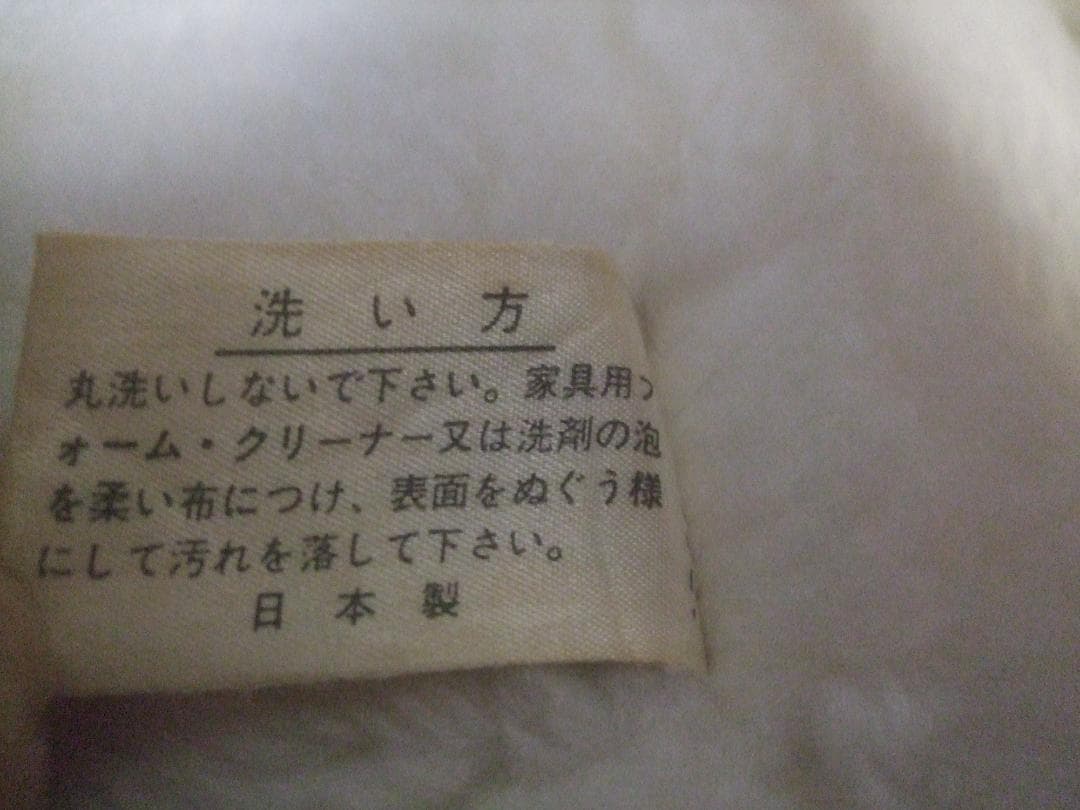 洗い方
丸洗いしないで下さい。家具用フ
ォーム・クリーナー又は洗剤の泡
を柔い布につけ、表面をぬぐう様
にして汚れを落して下さい。
日本製